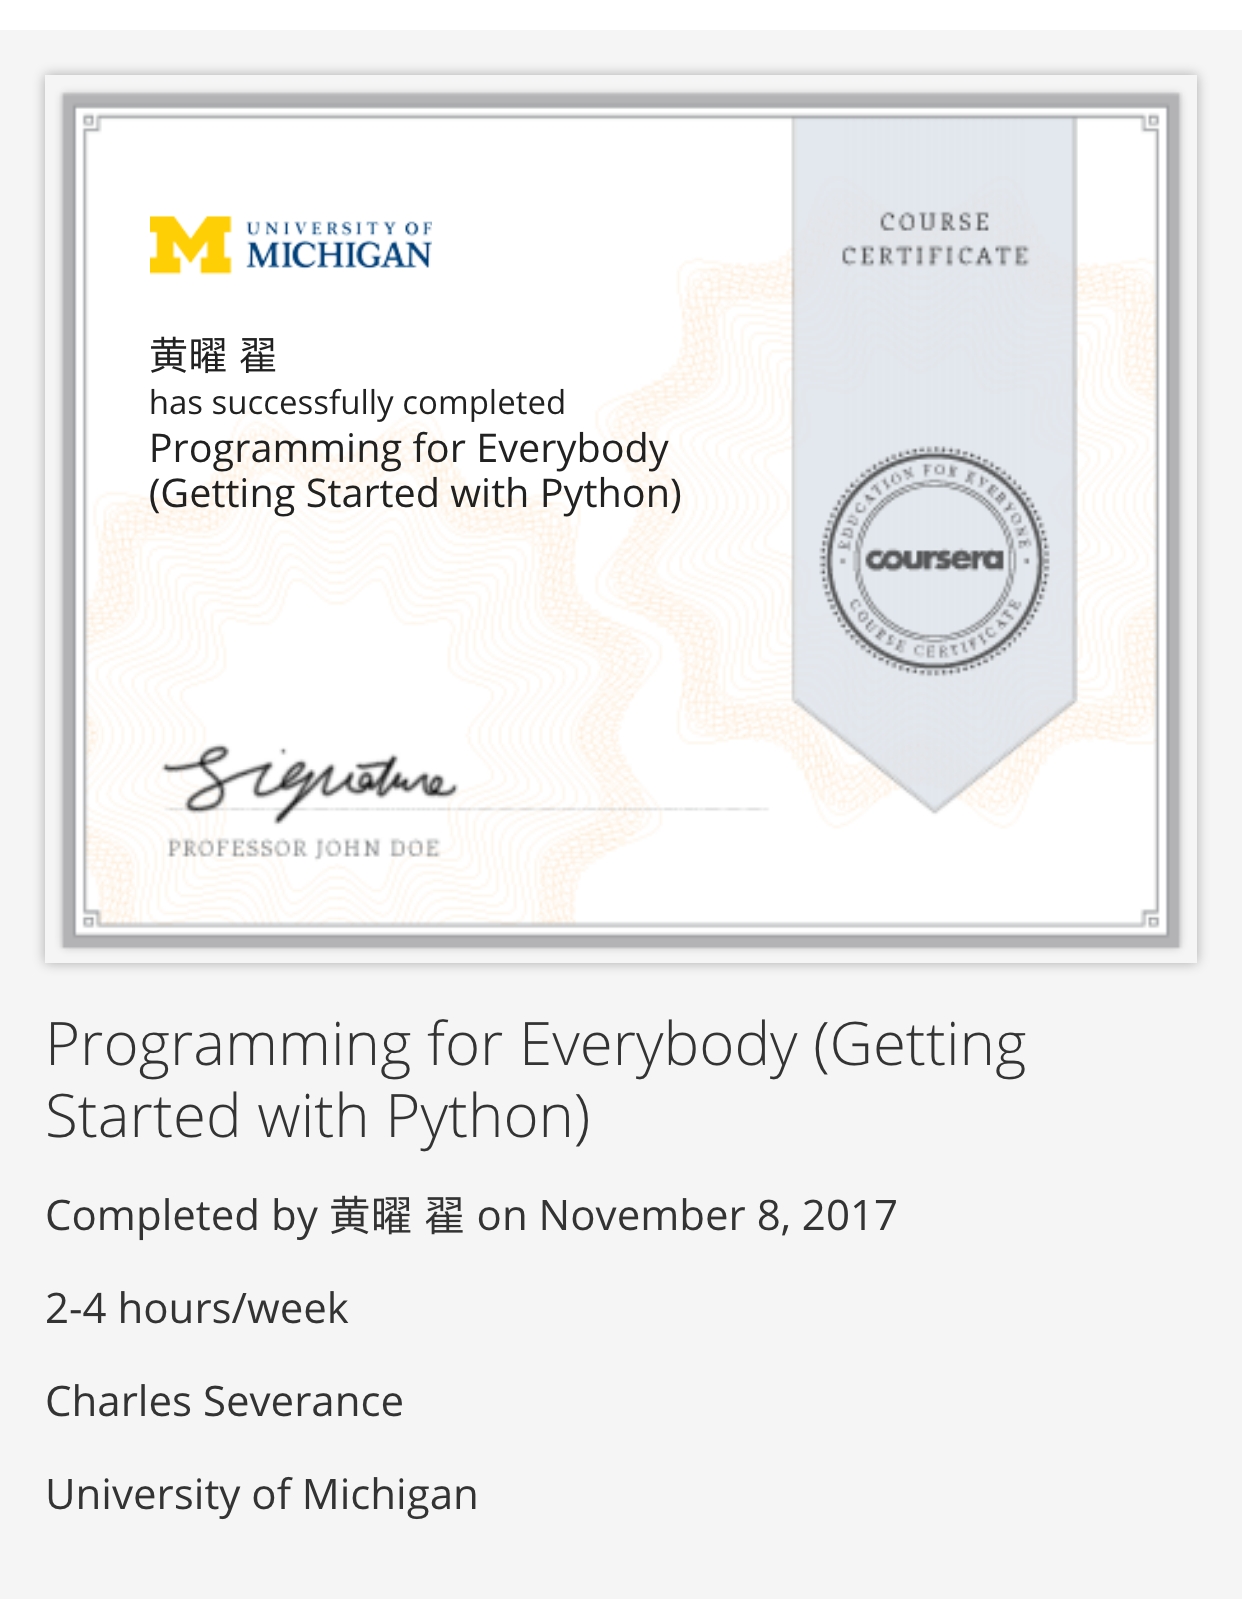 UNIVERSITY OF
MICHIGAN
COURSE
CERTIFICATE
黄曜 翟
has successfully completed
Programming for Everybody
(Getting Started with Python)
EDUCATION FOR EVERYONE
coursera
COURSE CERTIFICATE
Signature
PROFESSOR JOHN DOE
Programming for Everybody (Getting
Started with Python)
Completed by 黄曜 翟 on November 8, 2017
2-4 hours/week
Charles Severance
University of Michigan